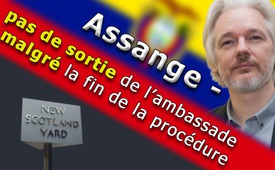 Assange -
pas de sortie de l'ambassade
malgré la fin de la procédure
NEW
SCOTLAND
YARD